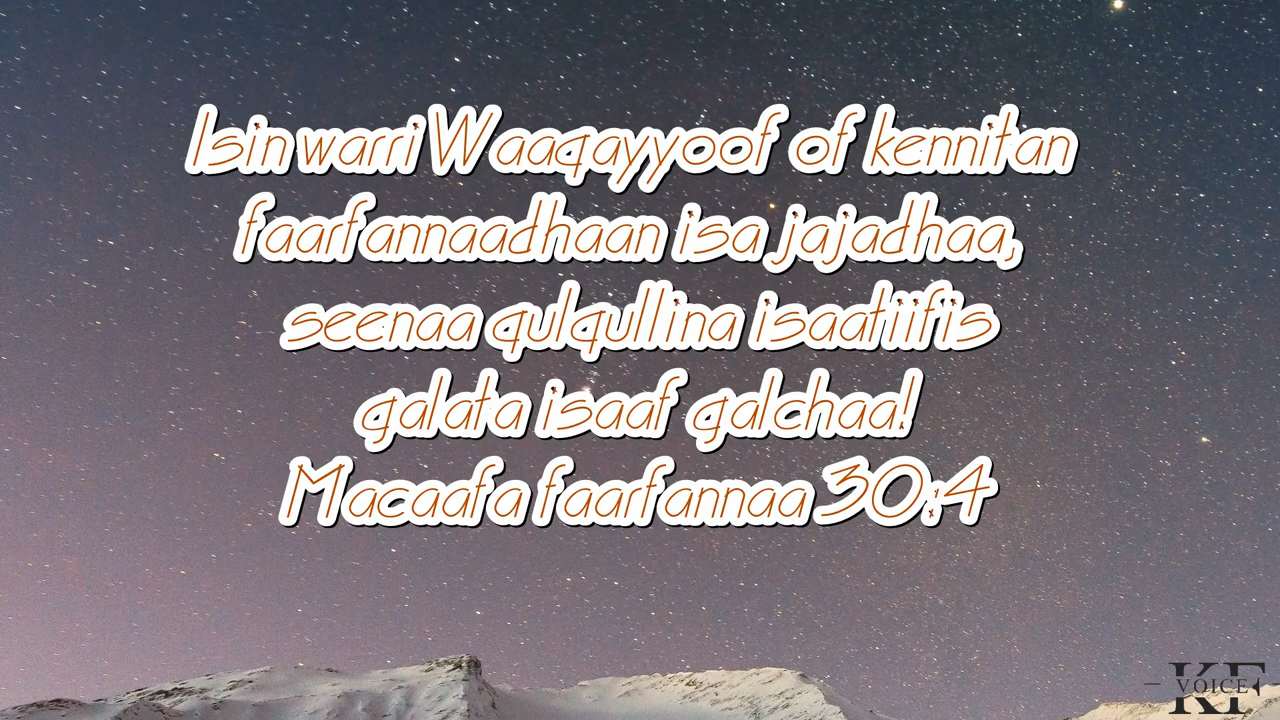 Isin warri Waaqayyoof of kennitan
faarfannaadhaan isa jajadhaa,
seenaa qulqullina isaatiifis
galata isaaf galchaa!
Macaafa faarfannaa 30:4
KF
VOICE